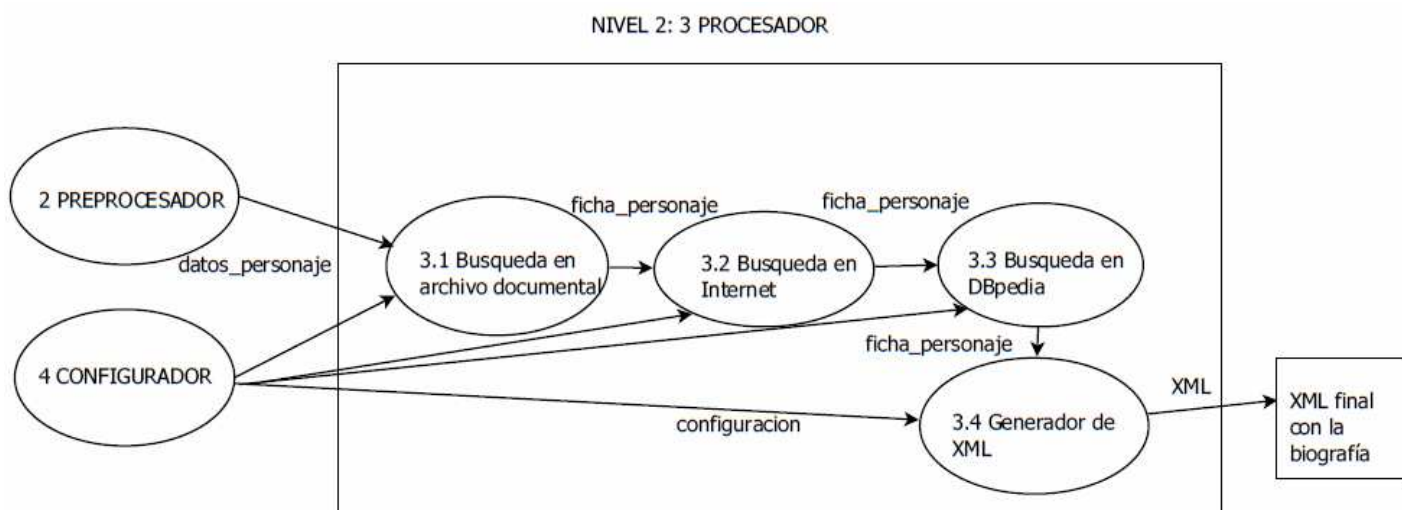 NIVEL 2: 3 PROCESADOR
2 PREPROCESADOR
datos_personaje
4 CONFIGURADOR
3.1 Busqueda en
archivo documental
ficha_personaje
3.2 Busqueda en
Internet
ficha_personaje
3.3 Busqueda en
DBpedia
ficha_personaje
configuracion
3.4 Generador de
XML
XML
XML final
con la
biografía